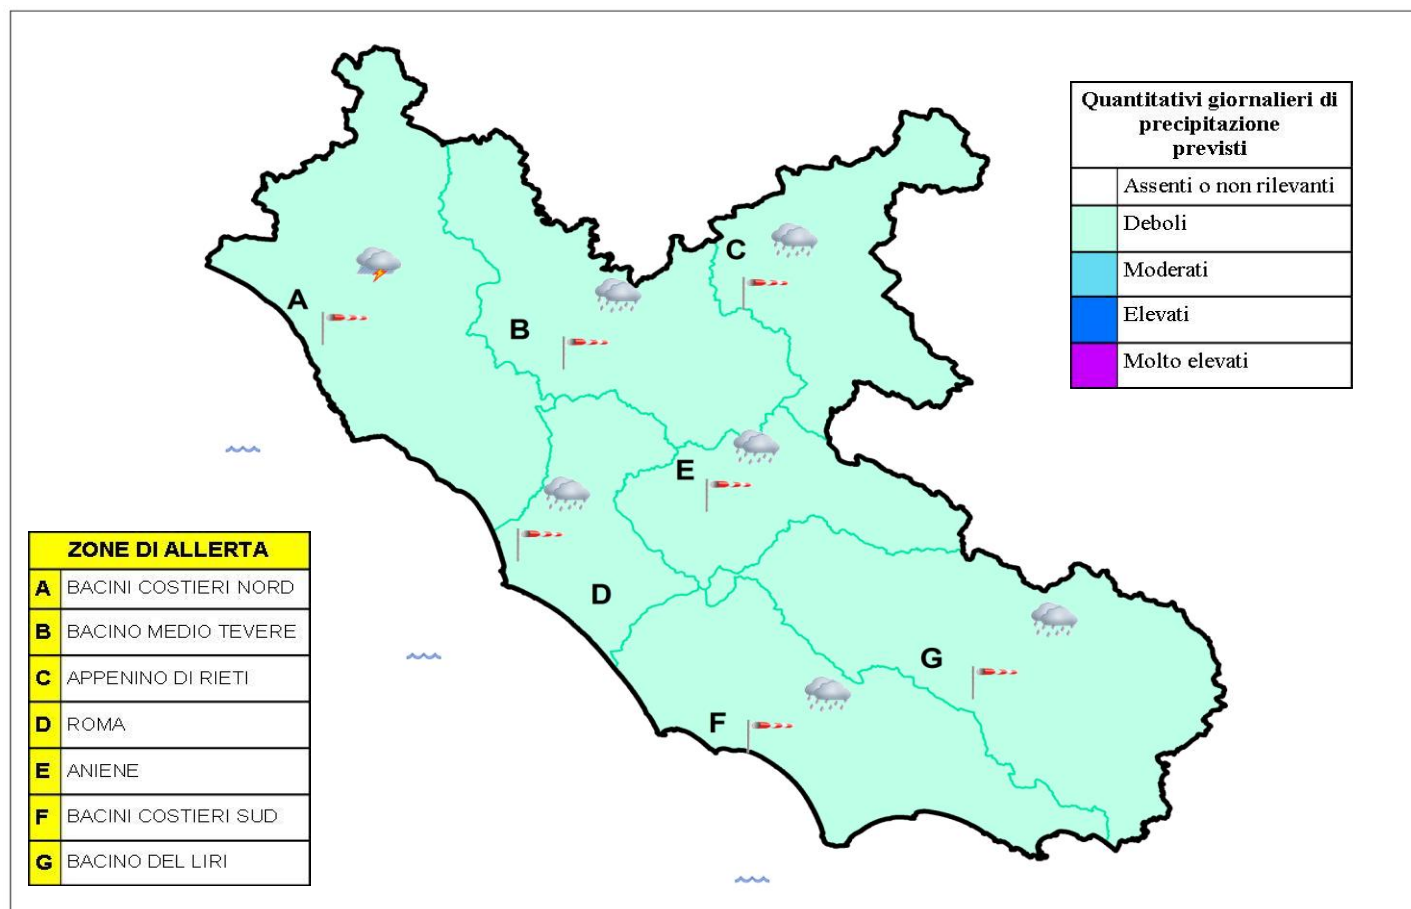 Quantitativi giornalieri di
precipitazione
previsti
Assenti o non rilevanti
Deboli
Moderati
Elevati
Molto elevati
C
A
B
E
D
G
F
ZONE DI ALLERTA
A BACINI COSTIERI NORD
B BACINO MEDIO TEVERE
C APPENINO DI RIETI
D ROMA
E ANIENE
F BACINI COSTIERI SUD
G BACINO DEL LIRI